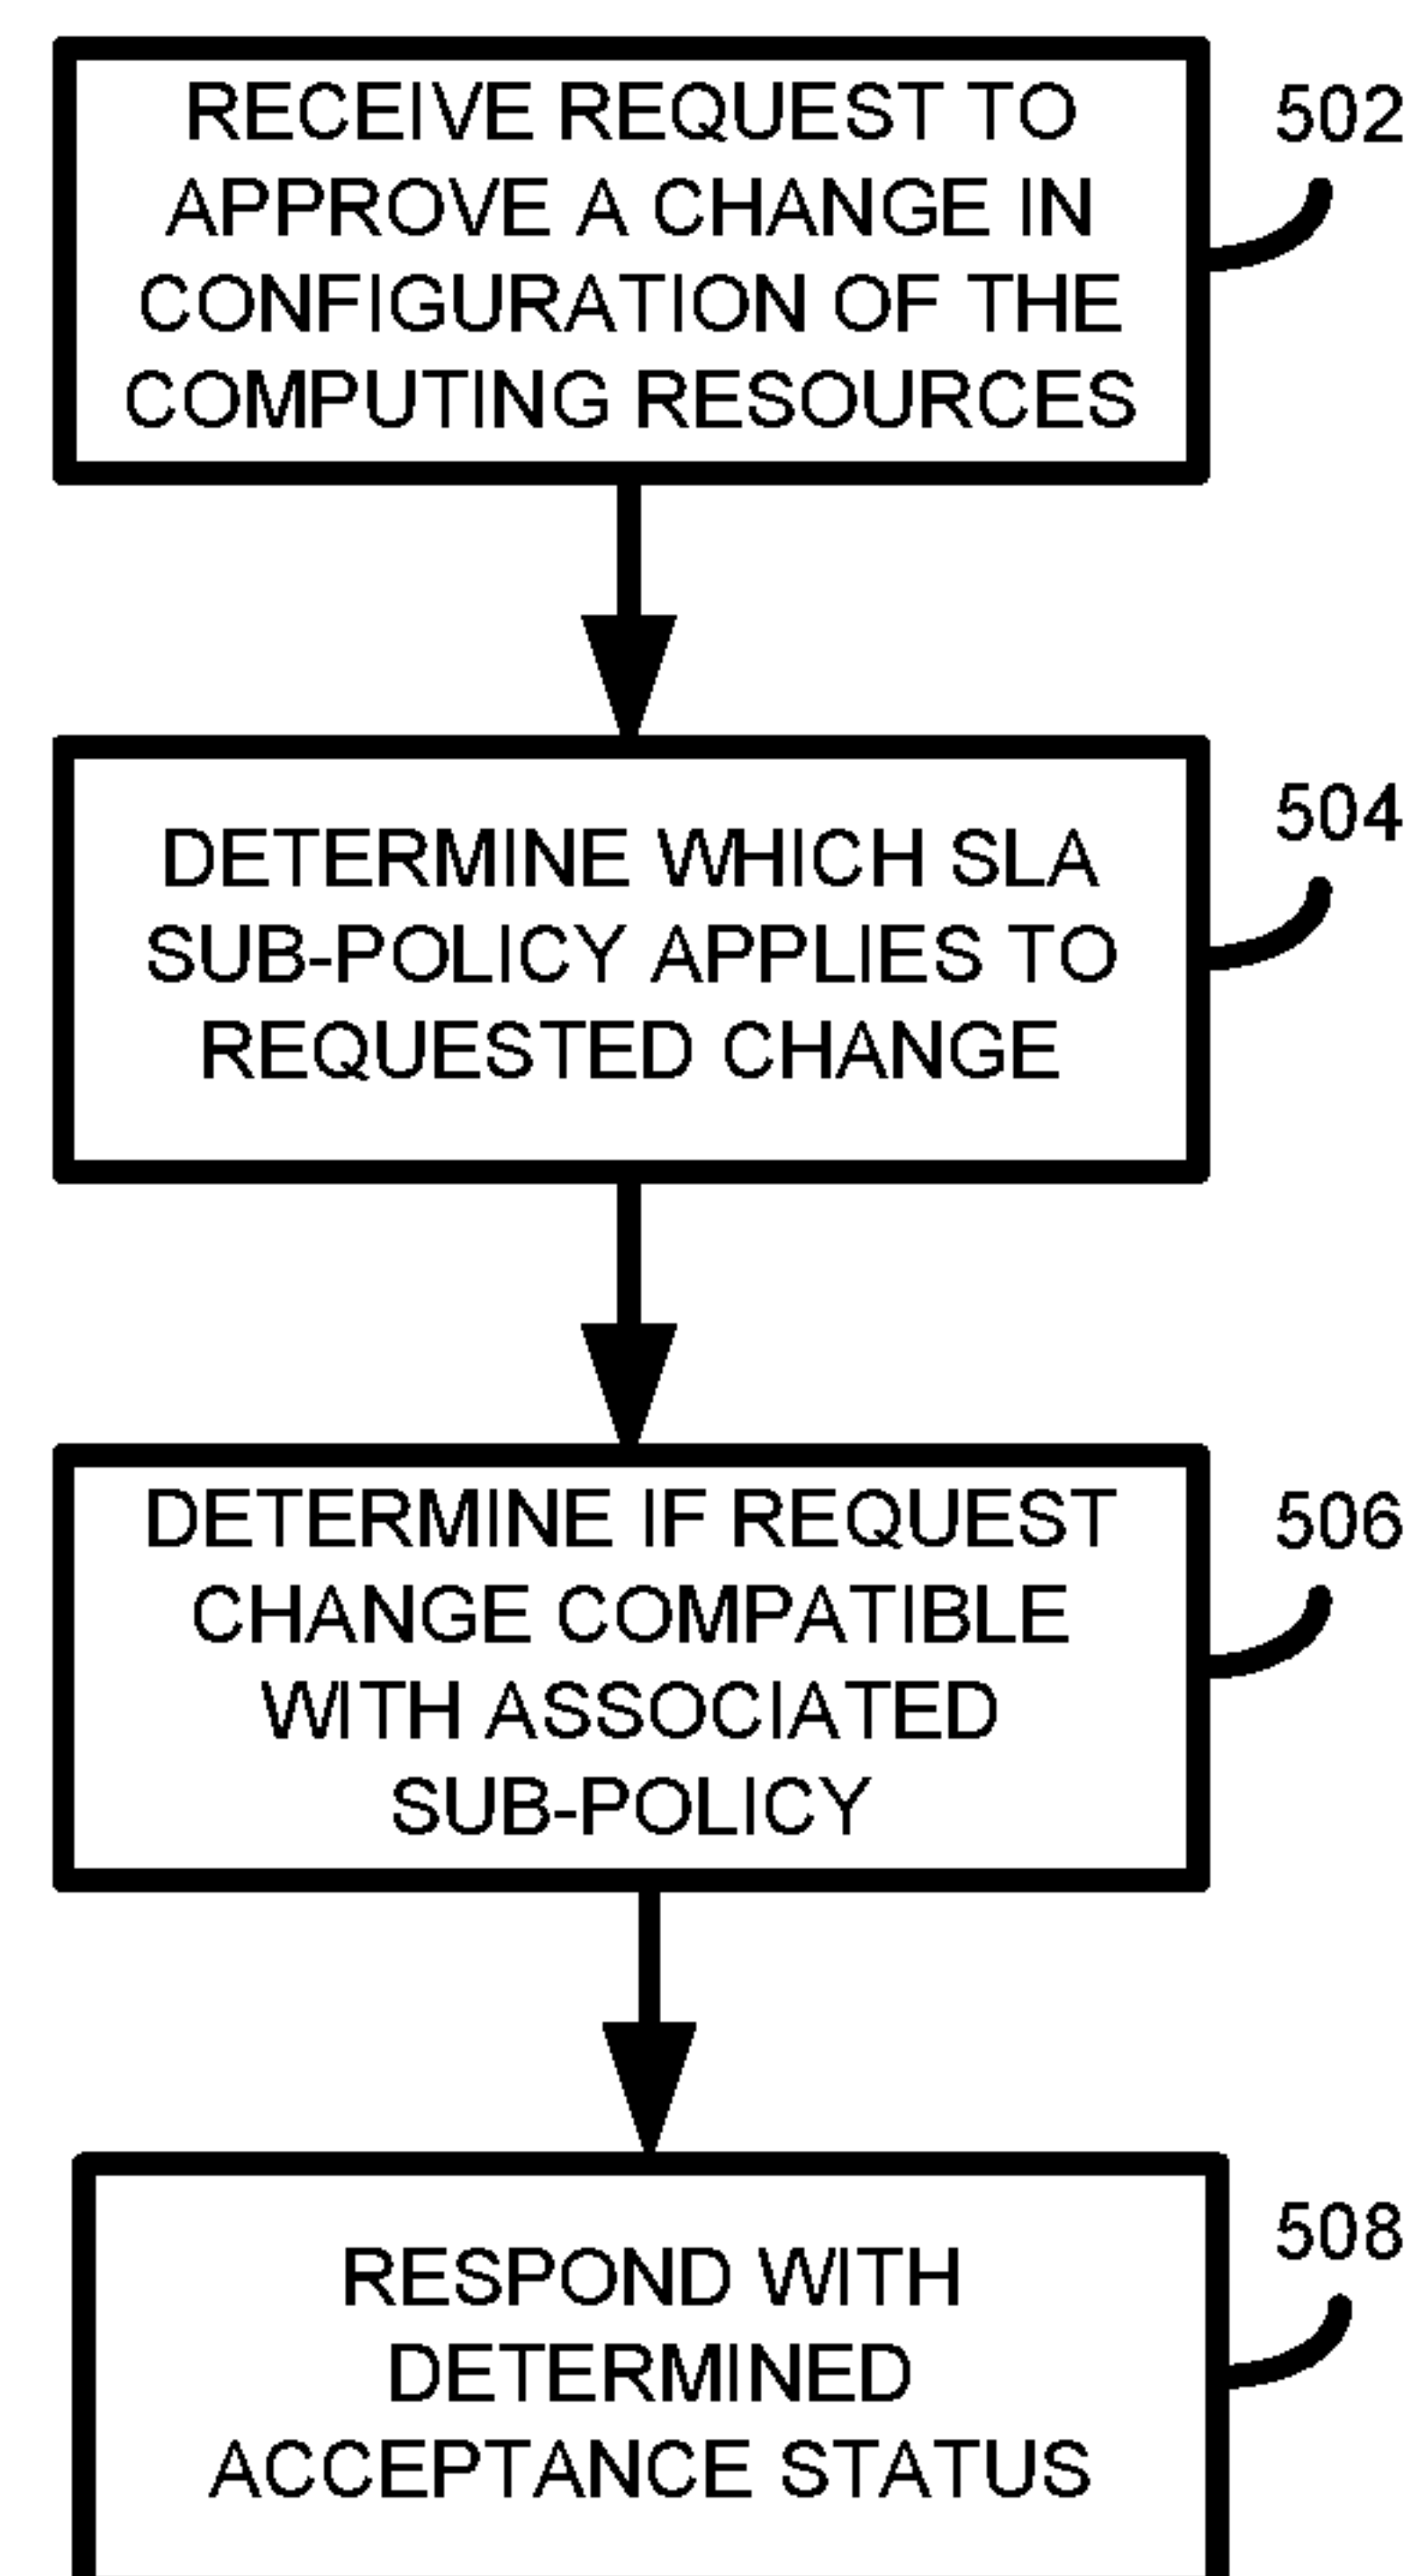 RECEIVE REQUEST TO
APPROVE A CHANGE IN
CONFIGURATION OF THE
COMPUTING RESOURCES
502
DETERMINE WHICH SLA
SUB-POLICY APPLIES TO
REQUESTED CHANGE
504
DETERMINE IF REQUEST
CHANGE COMPATIBLE
WITH ASSOCIATED
SUB-POLICY
506
RESPOND WITH
DETERMINED
ACCEPTANCE STATUS
508